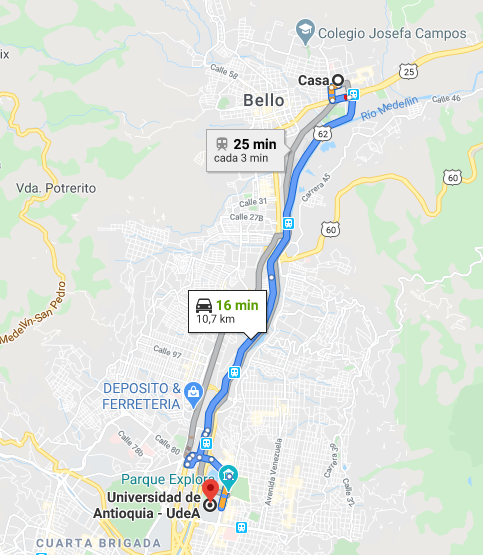 Colegio Josefa Campos
ix
Calle 58
Casa
25
Bello
Río Medellín
Calle 46
62
25 min
cada 3 min
Carrera 45
60
Vda. Potrerito
Calle 31
Calle 27B
60
16 min
10,7 km
Medellín-San Pedro
Calle 97
DEPOSITO &
FERRETERIA
Calle 80
Calle 78b
Avenida Venezuela
Parque Explora
Carrera 39
Universidad de
Antioquia - UdeA
CUARTA BRIGADA